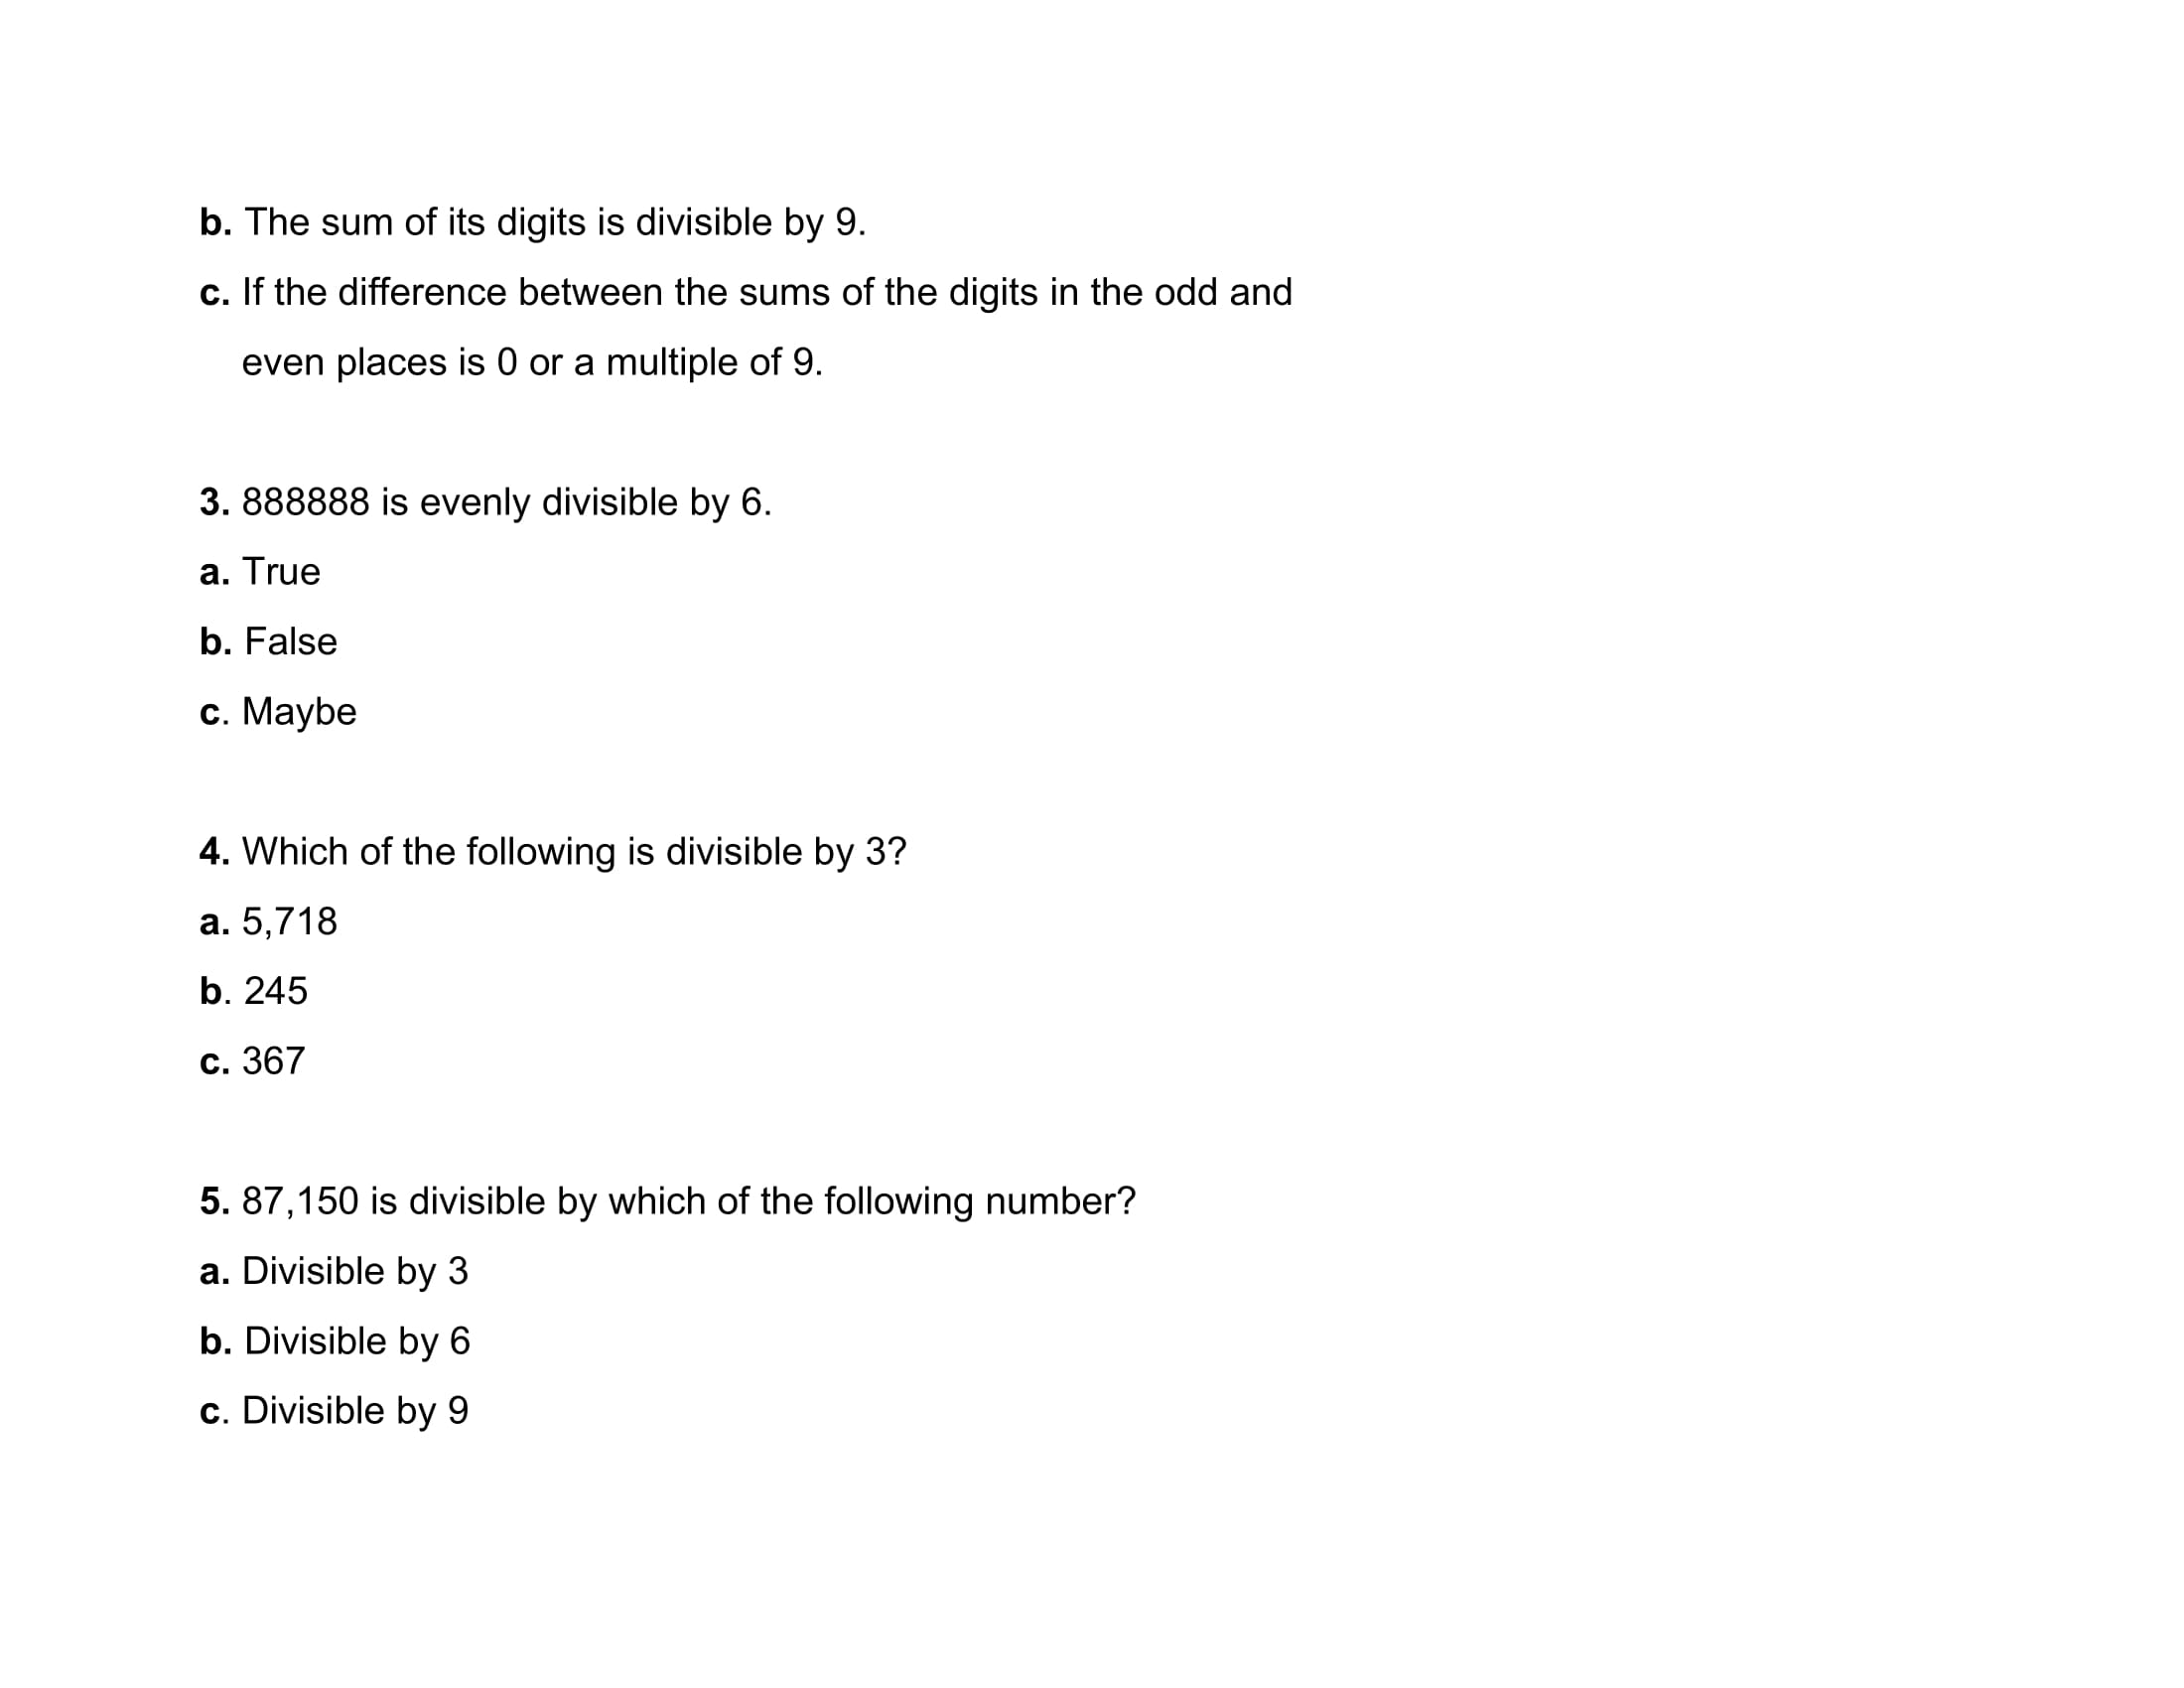 b. The sum of its digits is divisible by 9.
c. If the difference between the sums of the digits in the odd and
even places is 0 or a multiple of 9.
3. 888888 is evenly divisible by 6.
a. True
b. False
c. Maybe
4. Which of the following is divisible by 3?
a. 5,718
b. 245
c. 367
5. 87,150 is divisible by which of the following number?
a. Divisible by 3
b. Divisible by 6
c. Divisible by 9